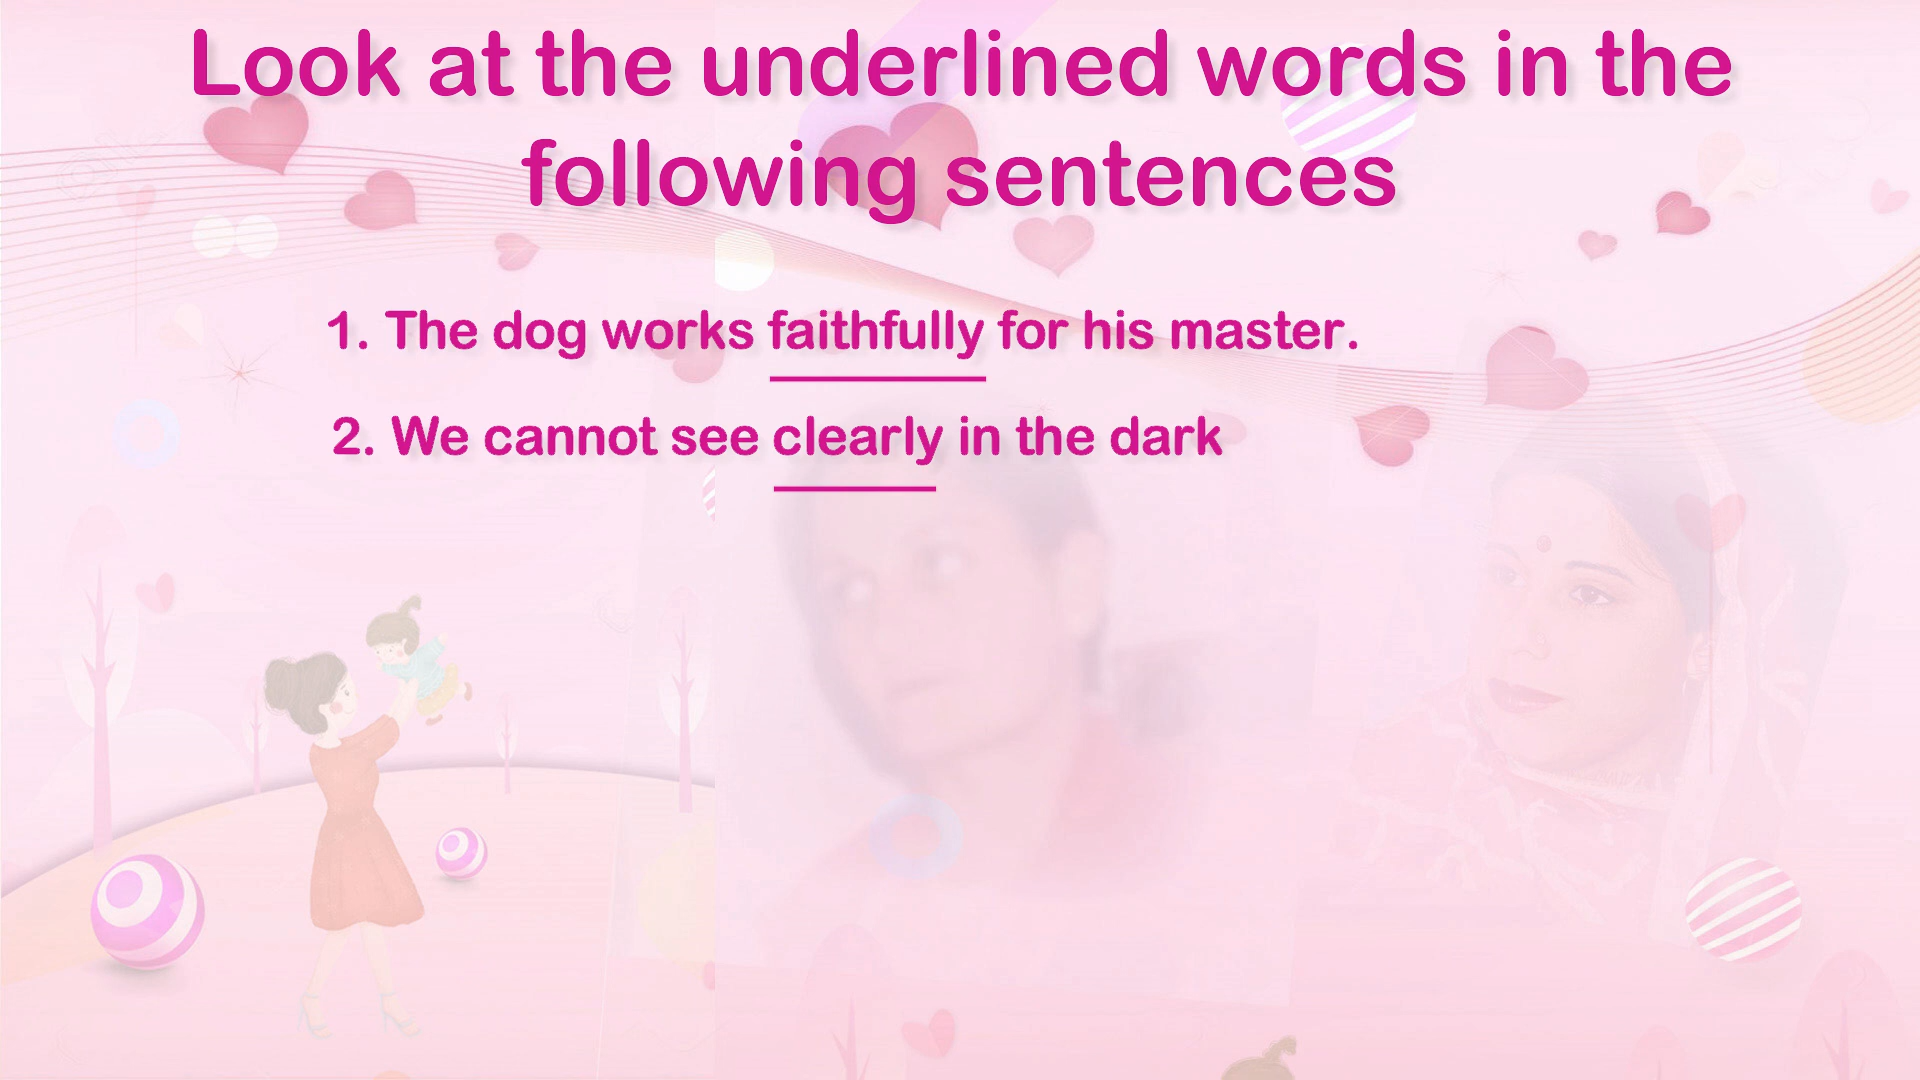 Look at the underlined words in the
following sentences
1. The dog works faithfully for his master.
2. We cannot see clearly in the dark